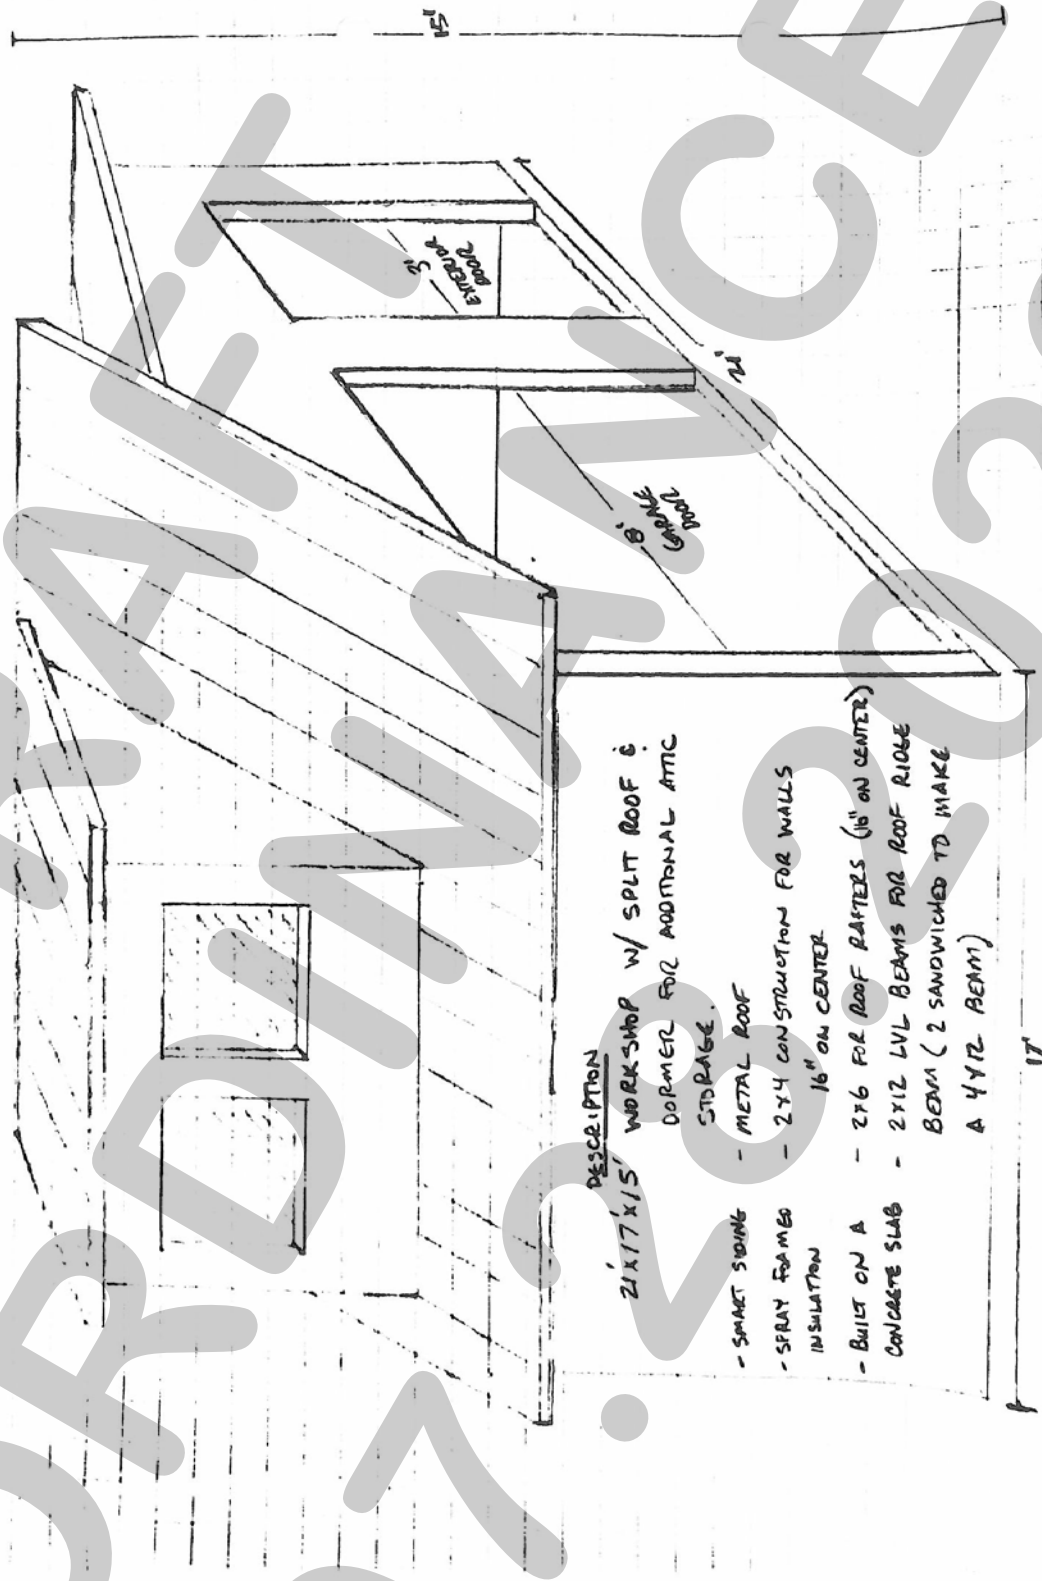 15'
3'
EXTERIOR
DOOR
8'
GARAGE
DOOR
21'
17'
DESCRIPTION
21'x17'x15' WORKSHOP W/ SPLIT ROOF &
DORMER FOR ADDITIONAL ATTIC
STORAGE.
- SMART SIDING
- SPRAY FOAMED
INSULATION
- BUILT ON A
CONCRETE SLAB
- METAL ROOF
- 2x4 CONSTRUCTION FOR WALLS
16" ON CENTER
- 2x6 FOR ROOF RAFTERS (16" ON CENTER)
- 2x12 LVL BEAMS FOR ROOF RIDGE
BEAM (2 SANDWICHED TO MAKE
A 4x12 BEAM)
DRAFT
ORDINANCE